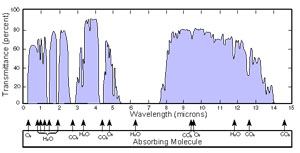 Transmittance (percent)
100
80
60
40
20
0
0 1 2 3 4 5 6 7 8 9 10 11 12 13 14 15
Wavelength (microns)
O₂ H₂O CO₂ H₂O CO₂ O₃ H₂O CO₂ O₃ H₂O CO₂ CO₂
Absorbing Molecule